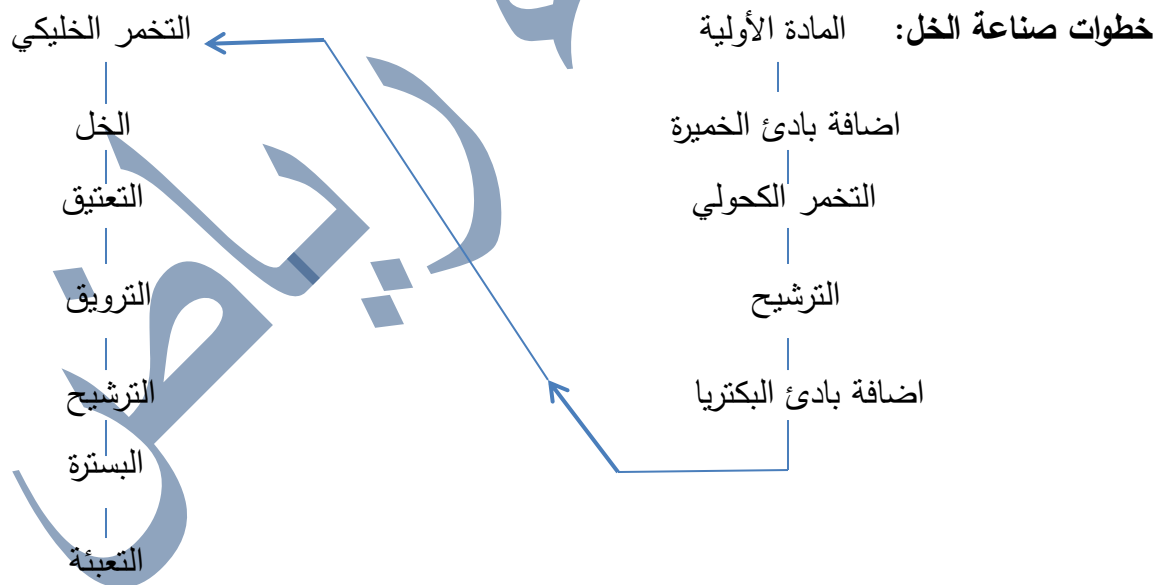 خطوات صناعة الخل:
المادة الأولية
اضافة بادئ الخميرة
التخمر الكحولي
الترشيح
اضافة بادئ البكتريا
التخمر الخليكي
الخل
التعتيق
الترويق
الترشيح
البسترة
التعبئة
رياض